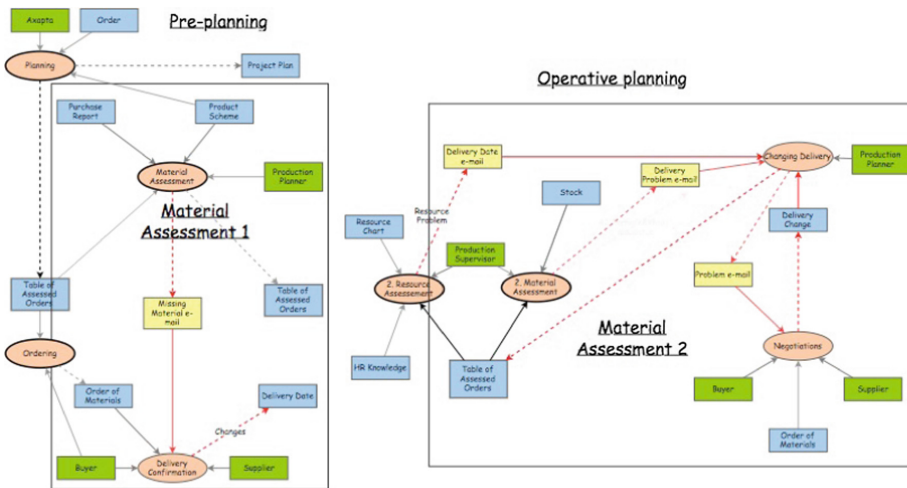 Pre-planning
Axapta
Order
Planning
Project Plan
Purchase
Report
Product
Scheme
Material
Assessment
Production
Planner
Material
Assessment 1
Table of
Assessed
Orders
Missing
Material e-
mail
Table of
Assessed
Orders
Ordering
Order of
Materials
Delivery Date
Changes
Buyer
Delivery
Confirmation
Supplier
Operative planning
Delivery Date
e-mail
Changing Delivery
Production
Planner
Delivery
Problem e-mail
Stock
Resource
Problem
Resource
Chart
Delivery
Change
Production
Supervisor
Problem e-mail
2. Resource
Assessement
2. Material
Assessment
Material
Assessment 2
Negotiations
HR Knowledge
Table of
Assessed
Orders
Buyer
Supplier
Order of
Materials